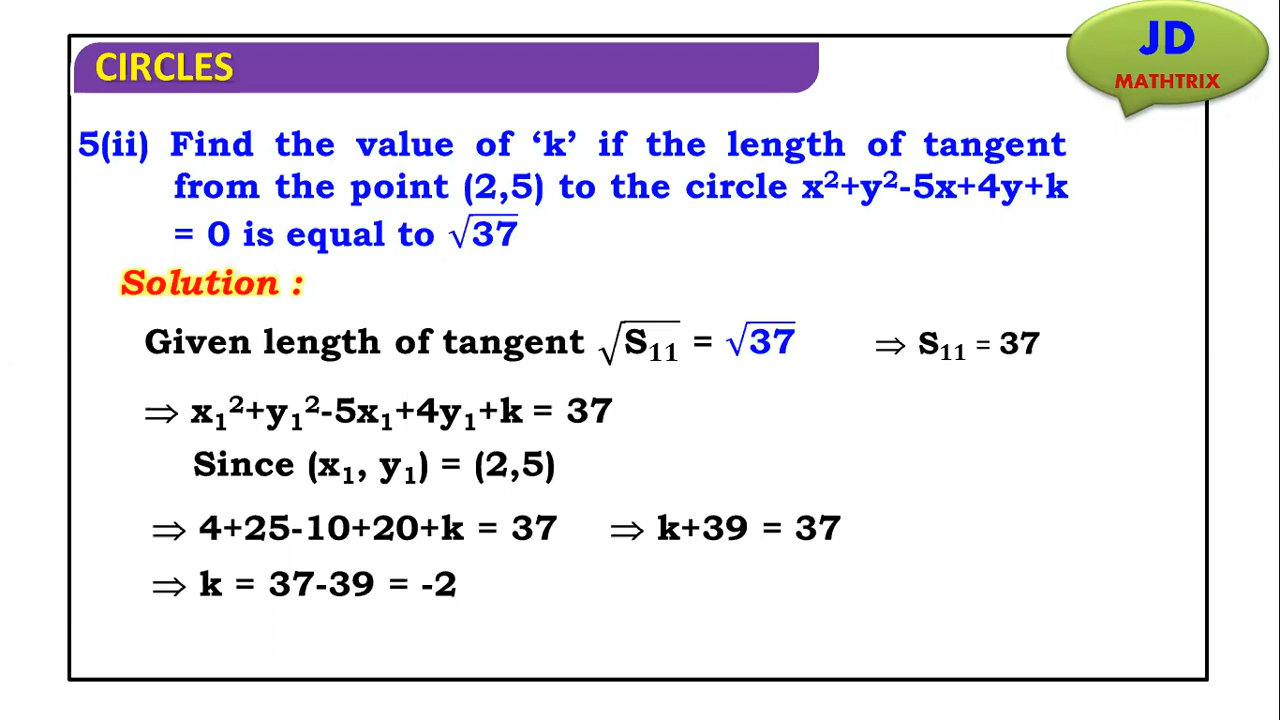 CIRCLES
JD
MATHTRIX
5(ii) Find the value of ‘k’ if the length of tangent
from the point (2,5) to the circle x²+y²-5x+4y+k
= 0 is equal to √37
Solution :
Given length of tangent √S₁₁ = √37 ⇒ S₁₁ = 37
⇒ x₁²+y₁²-5x₁+4y₁+k = 37
Since (x₁, y₁) = (2,5)
⇒ 4+25-10+20+k = 37 ⇒ k+39 = 37
⇒ k = 37-39 = -2